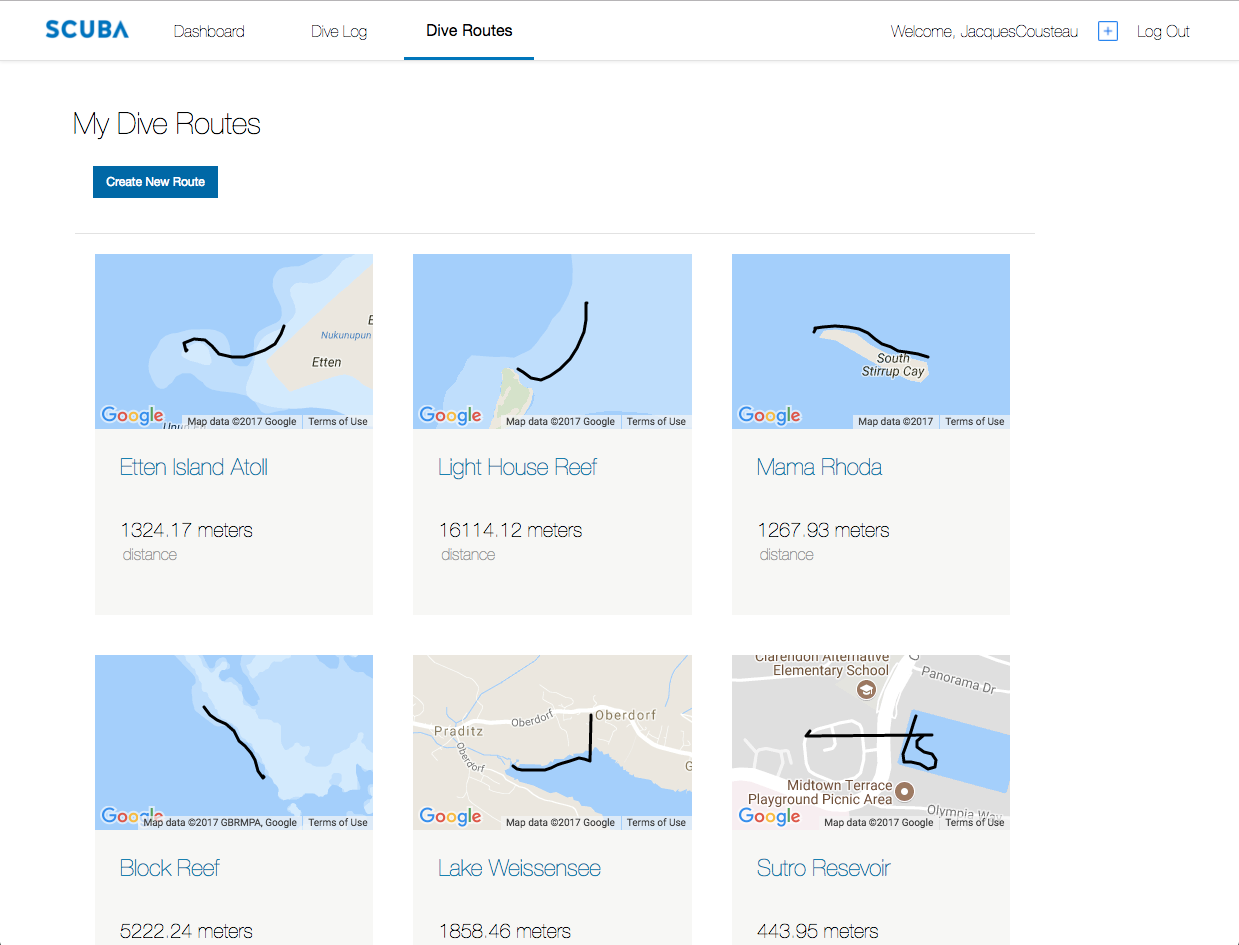 SCUBA Dashboard Dive Log Dive Routes Welcome, JacquesCousteau + Log Out
My Dive Routes
Create New Route
Nukunupun
Etten
Google
Map data ©2017 Google Terms of Use
Google
Map data ©2017 Google Terms of Use
South
Stirrup Cay
Google
Map data ©2017 Terms of Use
Etten Island Atoll
1324.17 meters
distance
Light House Reef
16114.12 meters
distance
Mama Rhoda
1267.93 meters
distance
Google
Map data ©2017 GBRMPA, Google Terms of Use
Oberdorf
Oberdorf
Praditz
Oberdorf
Google
Map data ©2017 Google Terms of Use
Clarendon Alternative
Elementary School
Panorama Dr
Midtown Terrace
Playground Picnic Area
Olympia Way
Google
Map data ©2017 Google Terms of Use
Block Reef
5222.24 meters
Lake Weissensee
1858.46 meters
Sutro Resevoir
443.95 meters